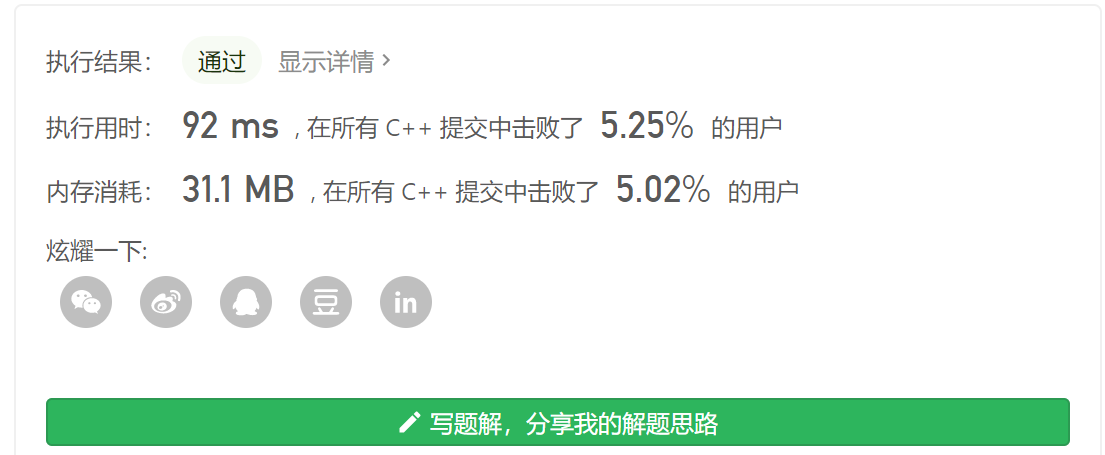 执行结果： 通过 显示详情 ›
执行用时： 92 ms , 在所有 C++ 提交中击败了 5.25% 的用户
内存消耗： 31.1 MB , 在所有 C++ 提交中击败了 5.02% 的用户
炫耀一下:
豆 in
写题解，分享我的解题思路